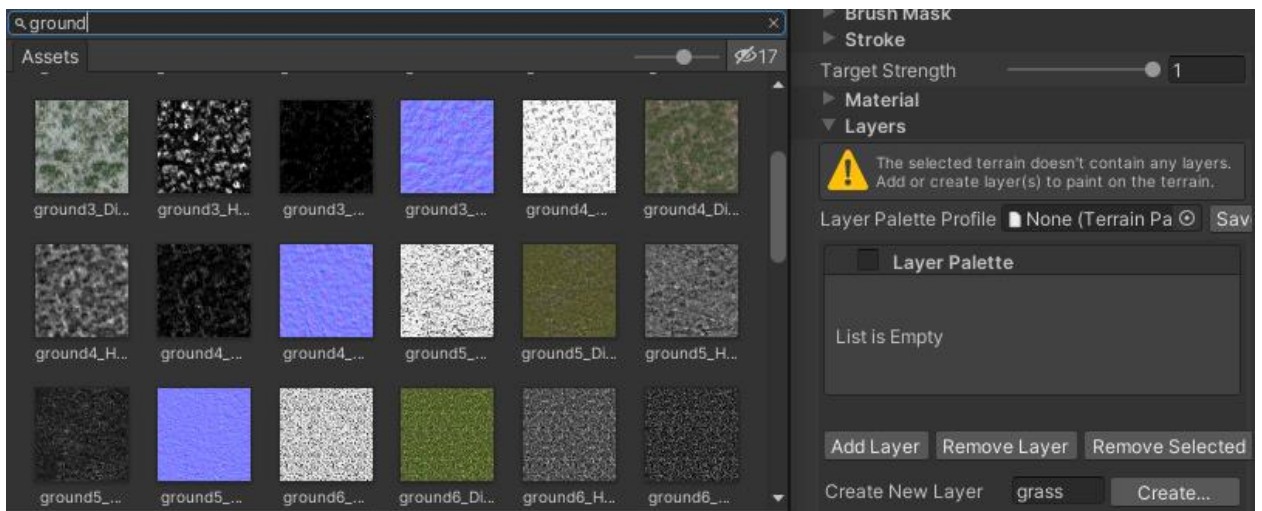 ground
Assets
17
ground3_Di...
ground3_H...
ground3_...
ground3_...
ground4_...
ground4_Di...
ground4_H...
ground4_...
ground4_...
ground5_...
ground5_Di...
ground5_H...
ground5_...
ground5_...
ground6_...
ground6_Di...
ground6_H...
ground6_...
Brush Mask
Stroke
Target Strength 1
Material
Layers
The selected terrain doesn't contain any layers.
Add or create layer(s) to paint on the terrain.
Layer Palette Profile None (Terrain Pa Sav
Layer Palette
List is Empty
Add Layer Remove Layer Remove Selected
Create New Layer grass Create...